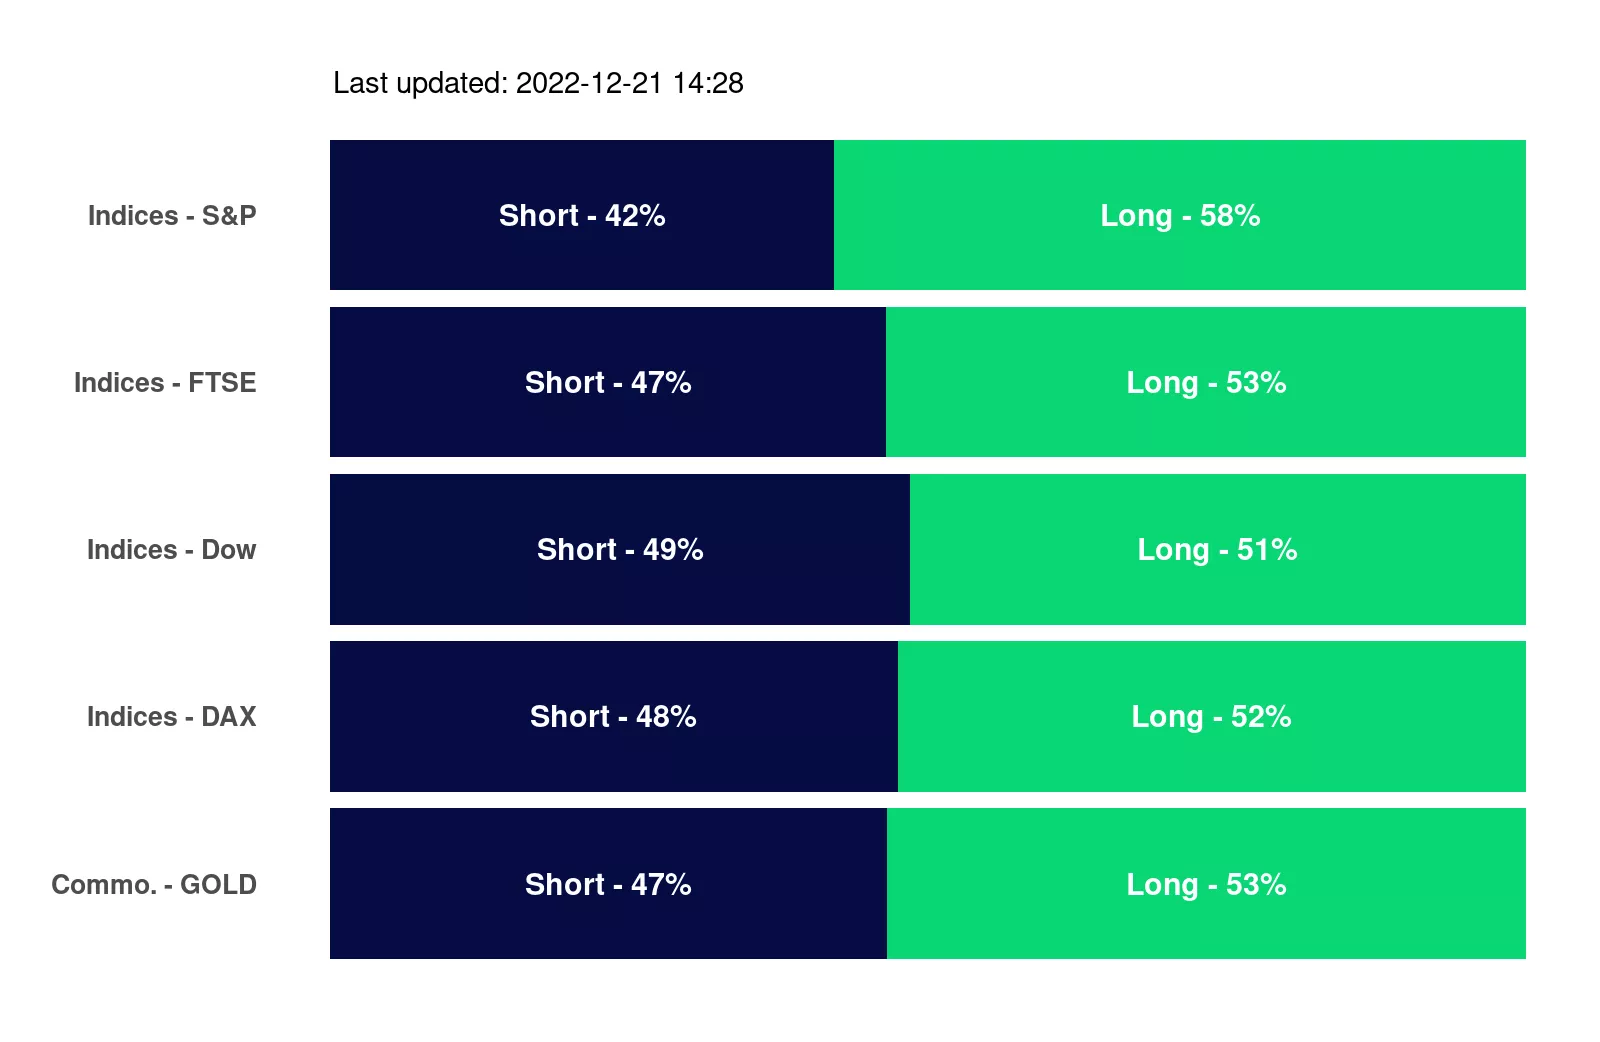 Last updated: 2022-12-21 14:28
Indices - S&P Short - 42% Long - 58%
Indices - FTSE Short - 47% Long - 53%
Indices - Dow Short - 49% Long - 51%
Indices - DAX Short - 48% Long - 52%
Commo. - GOLD Short - 47% Long - 53%